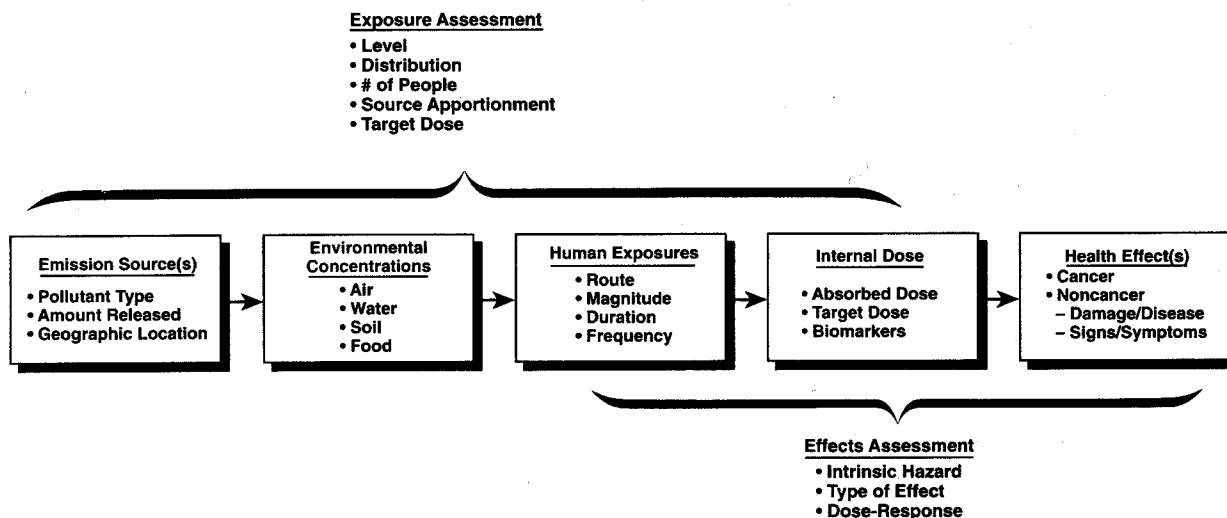 Exposure Assessment
• Level
• Distribution
• # of People
• Source Apportionment
• Target Dose
Emission Source(s)
• Pollutant Type
• Amount Released
• Geographic Location
Environmental
Concentrations
• Air
• Water
• Soil
• Food
Human Exposures
• Route
• Magnitude
• Duration
• Frequency
Internal Dose
• Absorbed Dose
• Target Dose
• Biomarkers
Health Effect(s)
• Cancer
• Noncancer
– Damage/Disease
– Signs/Symptoms
Effects Assessment
• Intrinsic Hazard
• Type of Effect
• Dose-Response